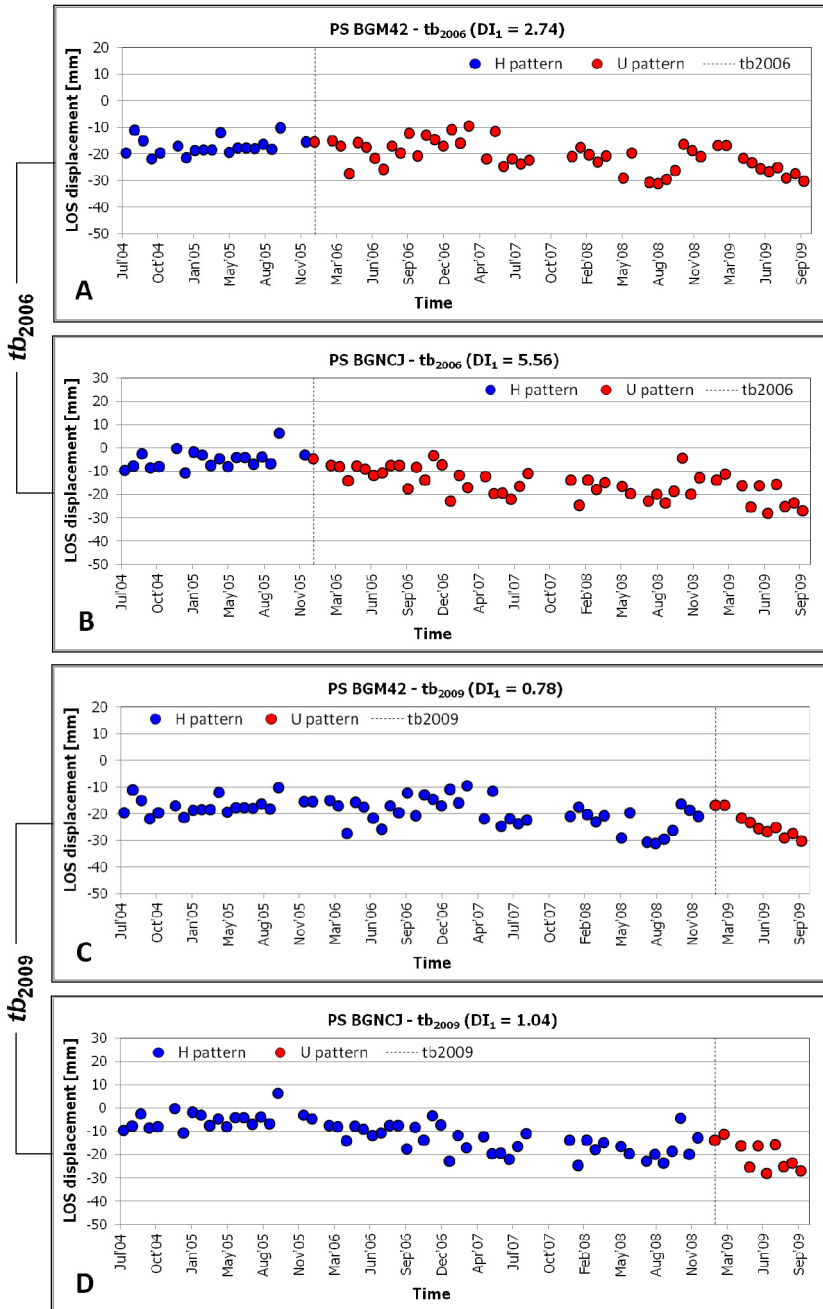 tb2006
PS BGM42 - tb2006 (DI1 = 2.74)
H pattern U pattern tb2006
LOS displacement [mm]
20
10
0
-10
-20
-30
-40
-50
Jul'04 Oct'04 Jan'05 May'05 Aug'05 Nov'05 Mar'06 Jun'06 Sep'06 Dec'06 Apr'07 Jul'07 Oct'07 Feb'08 May'08 Aug'08 Nov'08 Mar'09 Jun'09 Sep'09
A
Time
PS BGNCJ - tb2006 (DI1 = 5.56)
H pattern U pattern tb2006
LOS displacement [mm]
30
20
10
0
-10
-20
-30
-40
-50
Jul'04 Oct'04 Jan'05 May'05 Aug'05 Nov'05 Mar'06 Jun'06 Sep'06 Dec'06 Apr'07 Jul'07 Oct'07 Feb'08 May'08 Aug'08 Nov'08 Mar'09 Jun'09 Sep'09
B
Time
tb2009
PS BGM42 - tb2009 (DI1 = 0.78)
H pattern U pattern tb2009
LOS displacement [mm]
20
10
0
-10
-20
-30
-40
-50
Jul'04 Oct'04 Jan'05 May'05 Aug'05 Nov'05 Mar'06 Jun'06 Sep'06 Dec'06 Apr'07 Jul'07 Oct'07 Feb'08 May'08 Aug'08 Nov'08 Mar'09 Jun'09 Sep'09
C
Time
PS BGNCJ - tb2009 (DI1 = 1.04)
H pattern U pattern tb2009
LOS displacement [mm]
30
20
10
0
-10
-20
-30
-40
-50
Jul'04 Oct'04 Jan'05 May'05 Aug'05 Nov'05 Mar'06 Jun'06 Sep'06 Dec'06 Apr'07 Jul'07 Oct'07 Feb'08 May'08 Aug'08 Nov'08 Mar'09 Jun'09 Sep'09
D
Time